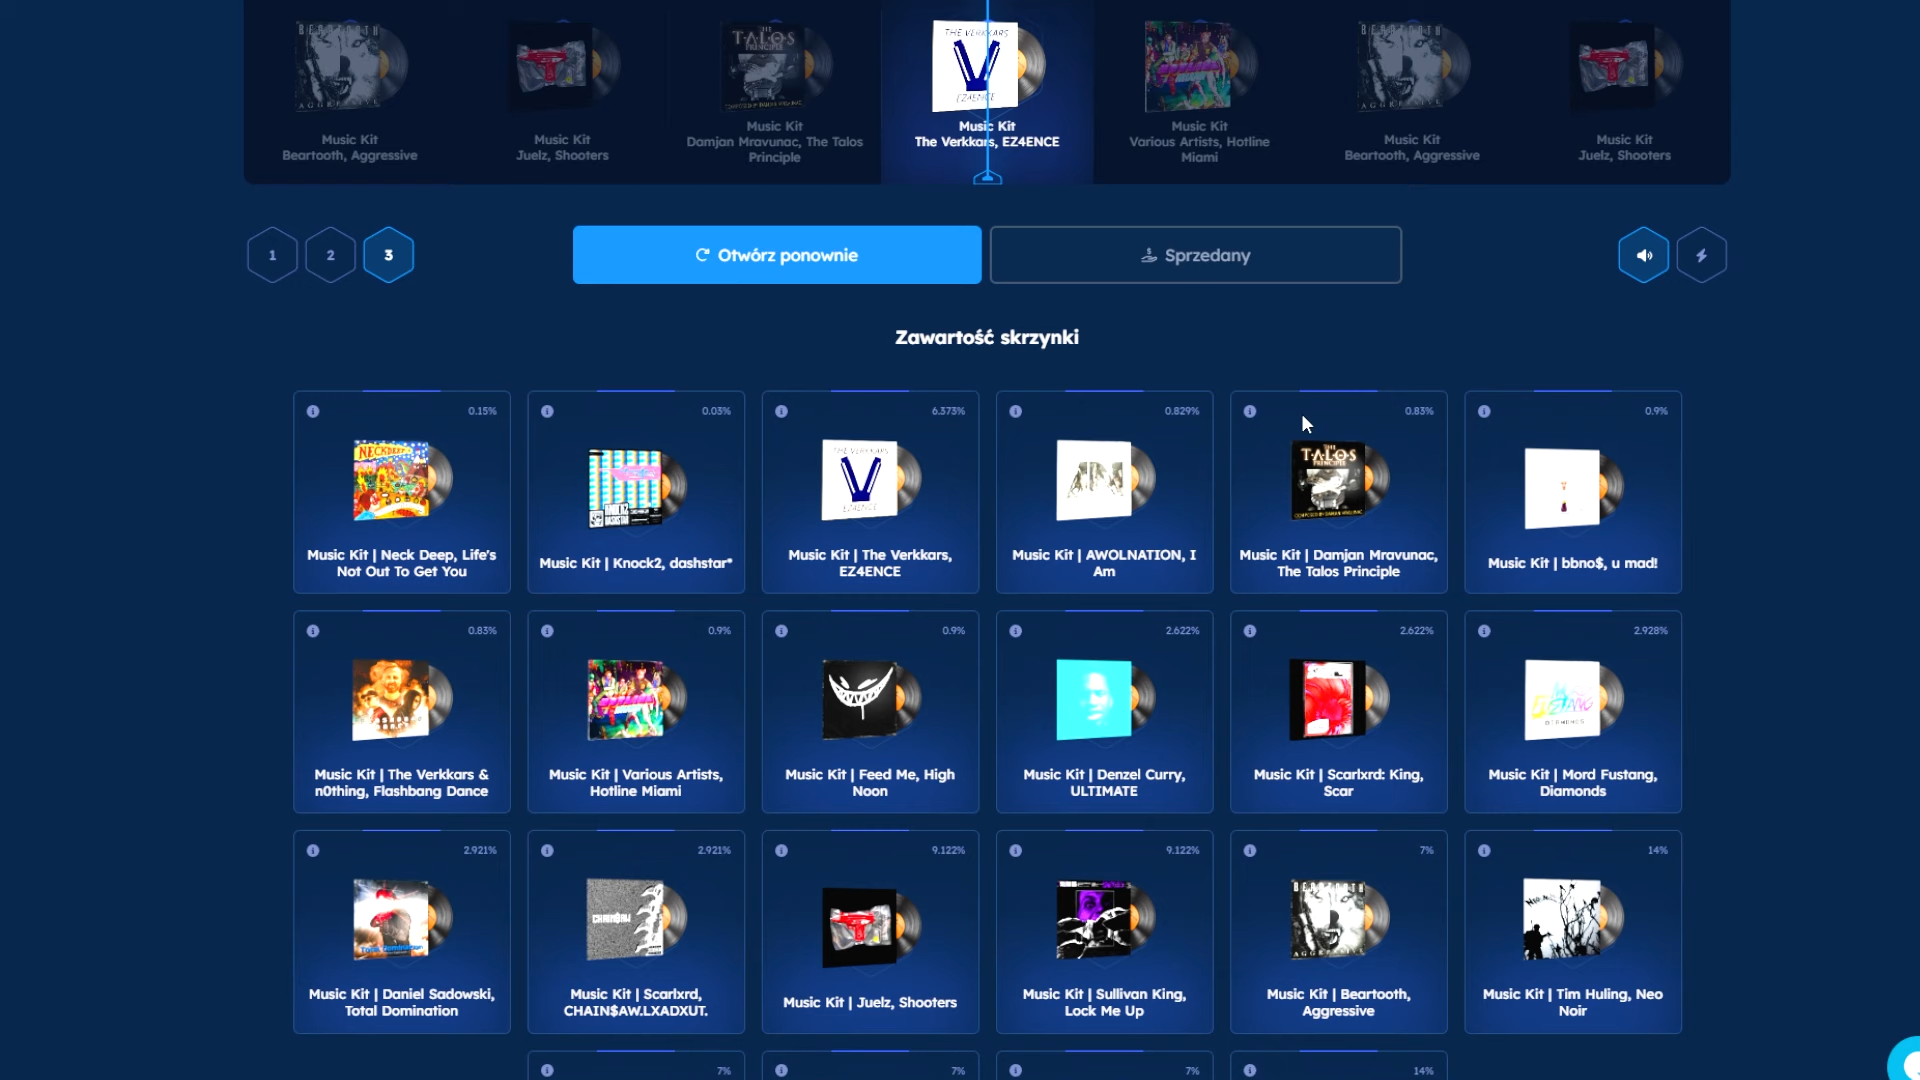 THE VERKKARS
TALOS
PRINCIPLE
EZ4ENCE
AGGRESSIVE
Music Kit
Beartooth, Aggressive
Music Kit
Juelz, Shooters
Music Kit
Damjan Mravunac, The Talos
Principle
Music Kit
The Verkkars, EZ4ENCE
Music Kit
Various Artists, Hotline
Miami
Music Kit
Beartooth, Aggressive
Music Kit
Juelz, Shooters
1
2
3
Otwórz ponownie
Sprzedany
Zawartość skrzynki
0.15%
0.03%
6.373%
0.829%
0.83%
0.9%
Music Kit | Neck Deep, Life's
Not Out To Get You
Music Kit | Knock2, dashstar*
Music Kit | The Verkkars,
EZ4ENCE
Music Kit | AWOLNATION, I
Am
Music Kit | Damjan Mravunac,
The Talos Principle
Music Kit | bbno$, u mad!
0.83%
0.9%
0.9%
2.622%
2.622%
2.928%
Music Kit | The Verkkars &
n0thing, Flashbang Dance
Music Kit | Various Artists,
Hotline Miami
Music Kit | Feed Me, High
Noon
Music Kit | Denzel Curry,
ULTIMATE
Music Kit | Scarlxrd: King,
Scar
Music Kit | Mord Fustang,
Diamonds
2.921%
2.921%
9.122%
9.122%
7%
14%
Music Kit | Daniel Sadowski,
Total Domination
Music Kit | Scarlxrd,
CHAIN$AW.LXADXUT.
Music Kit | Juelz, Shooters
Music Kit | Sullivan King,
Lock Me Up
Music Kit | Beartooth,
Aggressive
Music Kit | Tim Huling, Neo
Noir
7%
7%
7%
14%